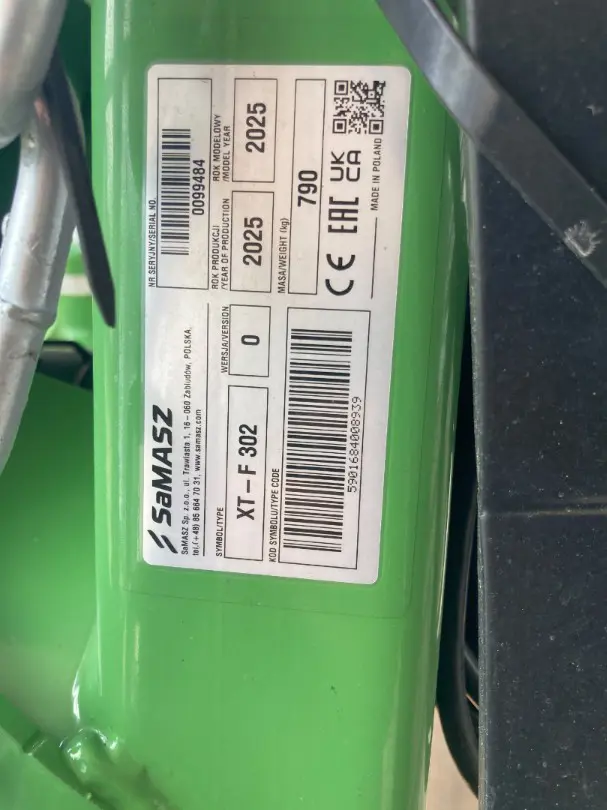 SaMASZ
SaMASZ Sp. z.o.o., ul. Trawiasta 1, 16-060 Zabłudów, POLSKA.
tel.(+48) 85 664 70 31, www.samasz.com
NR SERYJNY/SERIAL NO.
0099484
SYMBOL/TYPE
XT-F 302
WERSJA/VERSION
0
ROK PRODUKCJI
/YEAR OF PRODUCTION
2025
ROK MODELOWY
/MODEL YEAR
2025
KOD SYMBOLU/TYPE CODE
5901684008939
MASA/WEIGHT (kg)
790
CE EAC UK
CA
MADE IN POLAND